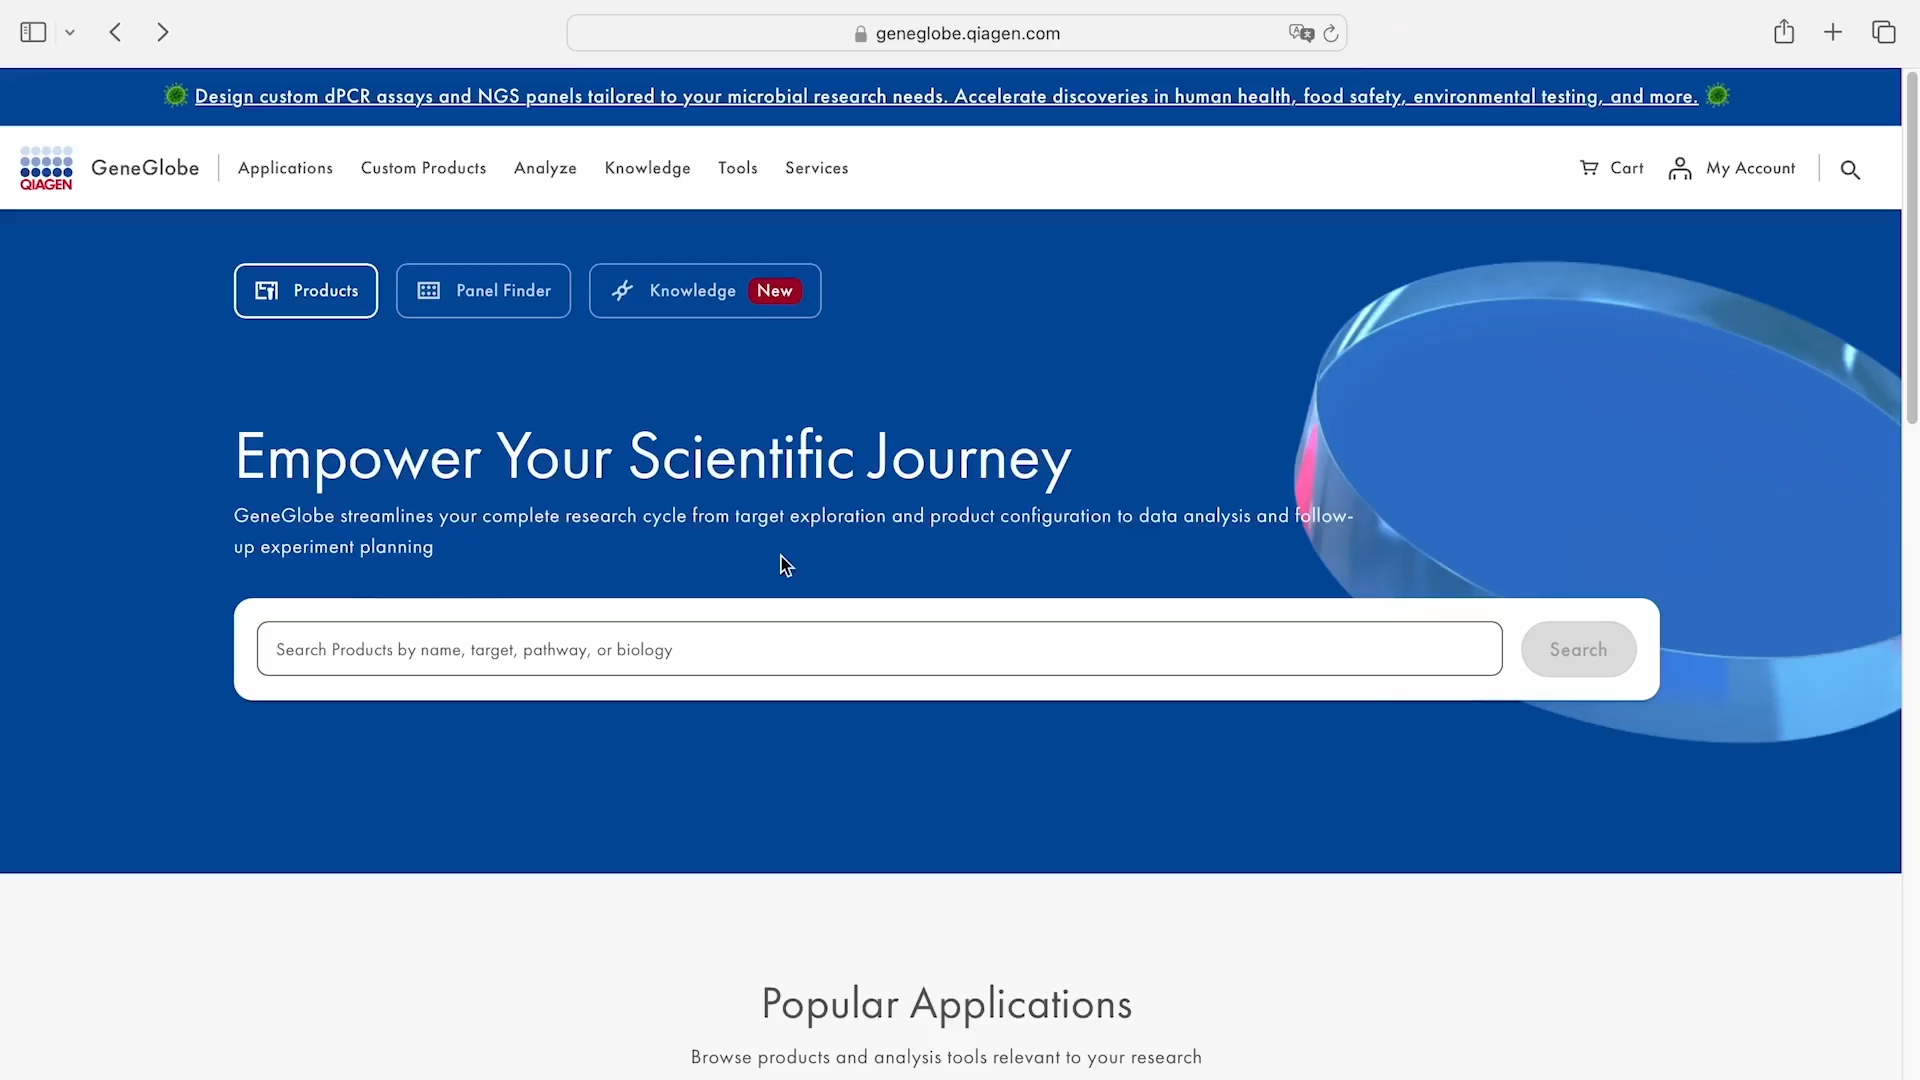 geneglobe.qiagen.com
Design custom dPCR assays and NGS panels tailored to your microbial research needs. Accelerate discoveries in human health, food safety, environmental testing, and more.
QIAGEN
GeneGlobe
Applications
Custom Products
Analyze
Knowledge
Tools
Services
Cart
My Account
Products
Panel Finder
Knowledge
New
Empower Your Scientific Journey
GeneGlobe streamlines your complete research cycle from target exploration and product configuration to data analysis and follow-
up experiment planning
Search Products by name, target, pathway, or biology
Search
Popular Applications
Browse products and analysis tools relevant to your research